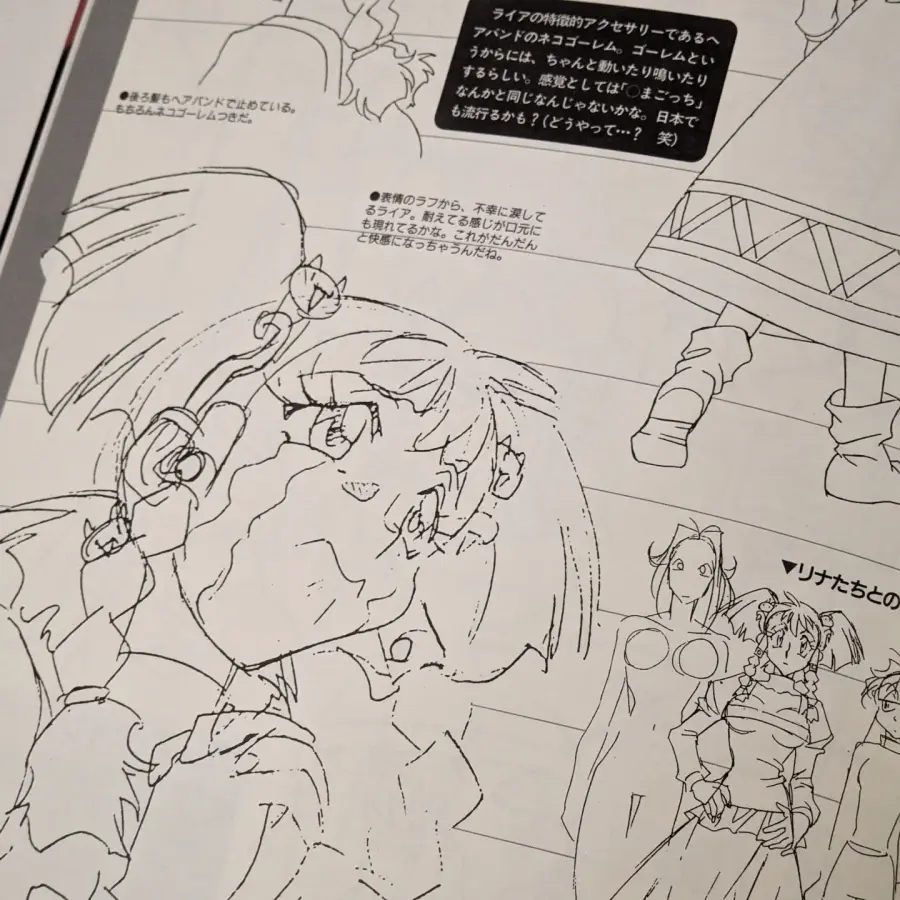 ライアの特徴的アクセサリーであるヘ
アバンドのネコゴーレム。ゴーレムとい
うからには、ちゃんと動いたり鳴いたり
するらしい。感覚としては「○まごっち」
なんかと同じなんじゃないかな。日本で
も流行るかも?(どうやって…? 笑)
●後ろ髪もヘアバンドで止めている。
もちろんネコゴーレムつきだ。
●表情のラフから、不幸に涙して
るライア。耐えてる感じが口元に
も現れてるかな。これがだんだん
と快感になっちゃうんだね。
▼リナたちとの